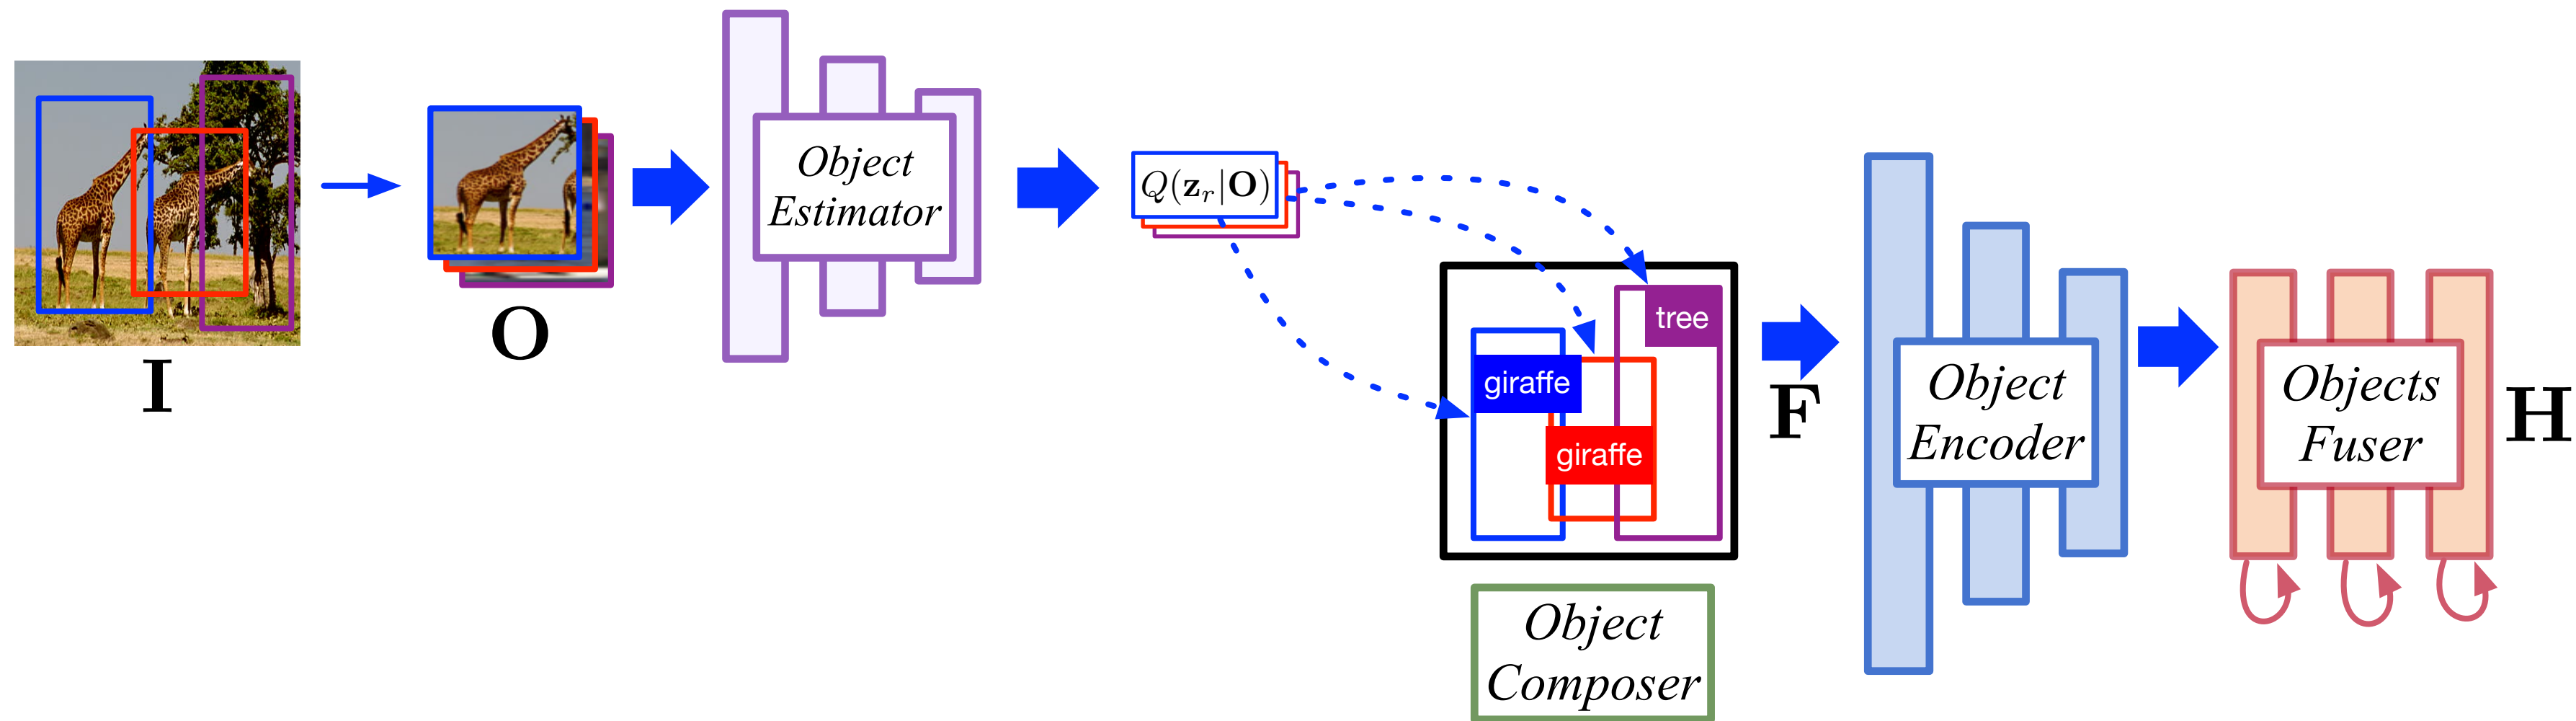 I
O
Object
Estimator
Q(z_r|O)
tree
giraffe
giraffe
Object
Composer
F
Object
Encoder
Objects
Fuser
H